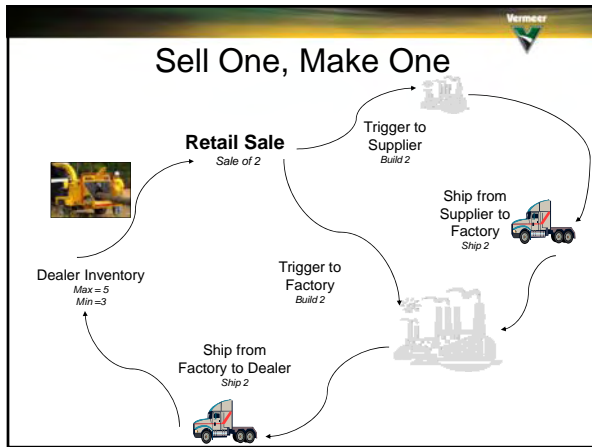 Vermeer
Sell One, Make One
Retail Sale
Sale of 2
Trigger to
Supplier
Build 2
Ship from
Supplier to
Factory
Ship 2
Dealer Inventory
Max = 5
Min =3
Trigger to
Factory
Build 2
Ship from
Factory to Dealer
Ship 2